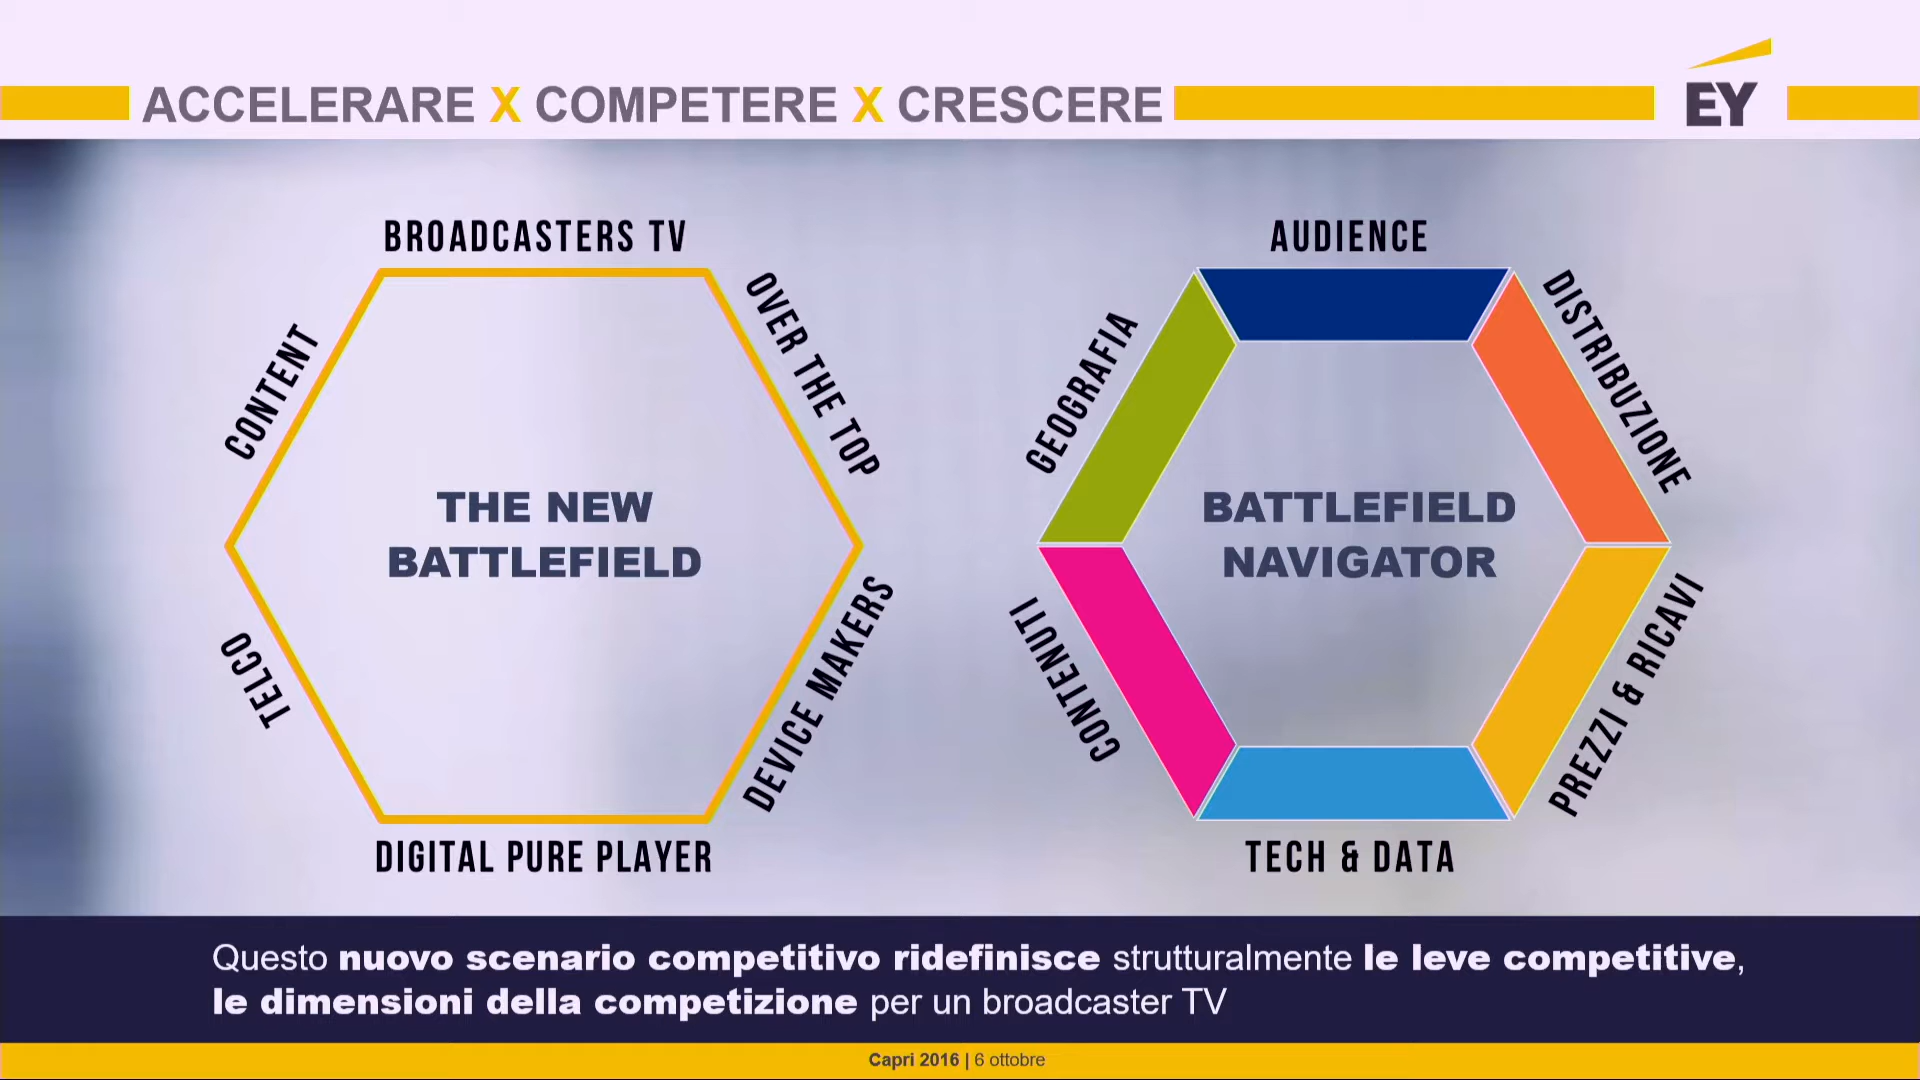 ACCELERARE X COMPETERE X CRESCERE
EY
BROADCASTERS TV
OVER THE TOP
DEVICE MAKERS
DIGITAL PURE PLAYER
TELCO
CONTENT
THE NEW
BATTLEFIELD
AUDIENCE
DISTRIBUZIONE
PREZZI & RICAVI
TECH & DATA
CONTENUTI
GEOGRAFIA
BATTLEFIELD
NAVIGATOR
Questo nuovo scenario competitivo ridefinisce strutturalmente le leve competitive,
le dimensioni della competizione per un broadcaster TV
Capri 2016 | 6 ottobre